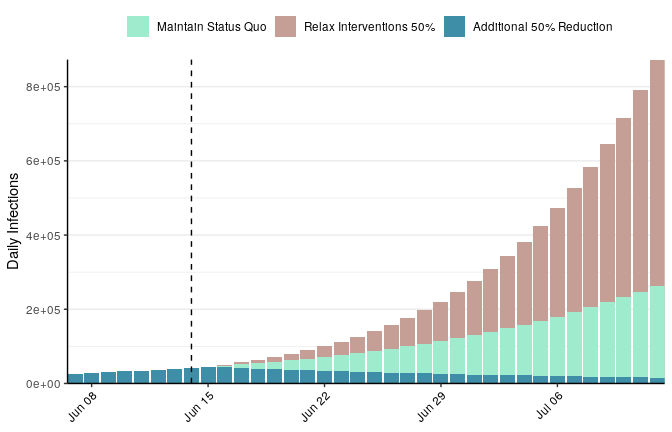 Maintain Status Quo Relax Interventions 50% Additional 50% Reduction
8e+05
6e+05
4e+05
2e+05
0e+00
Daily Infections
Jun 08 Jun 15 Jun 22 Jun 29 Jul 06